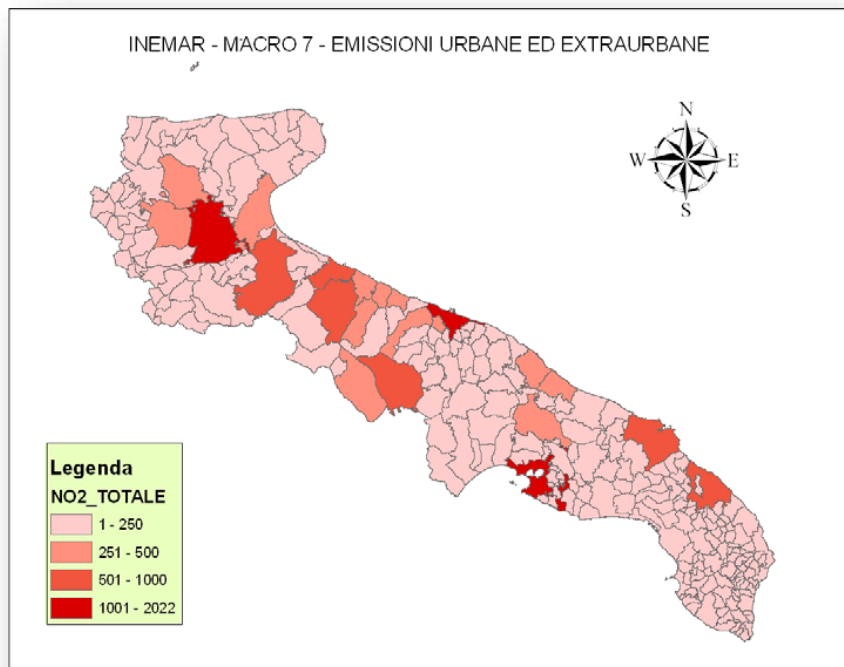 INEMAR - MACRO 7 - EMISSIONI URBANE ED EXTRAURBANE
N
W E
S
Legenda
NO2_TOTALE
1 - 250
251 - 500
501 - 1000
1001 - 2022